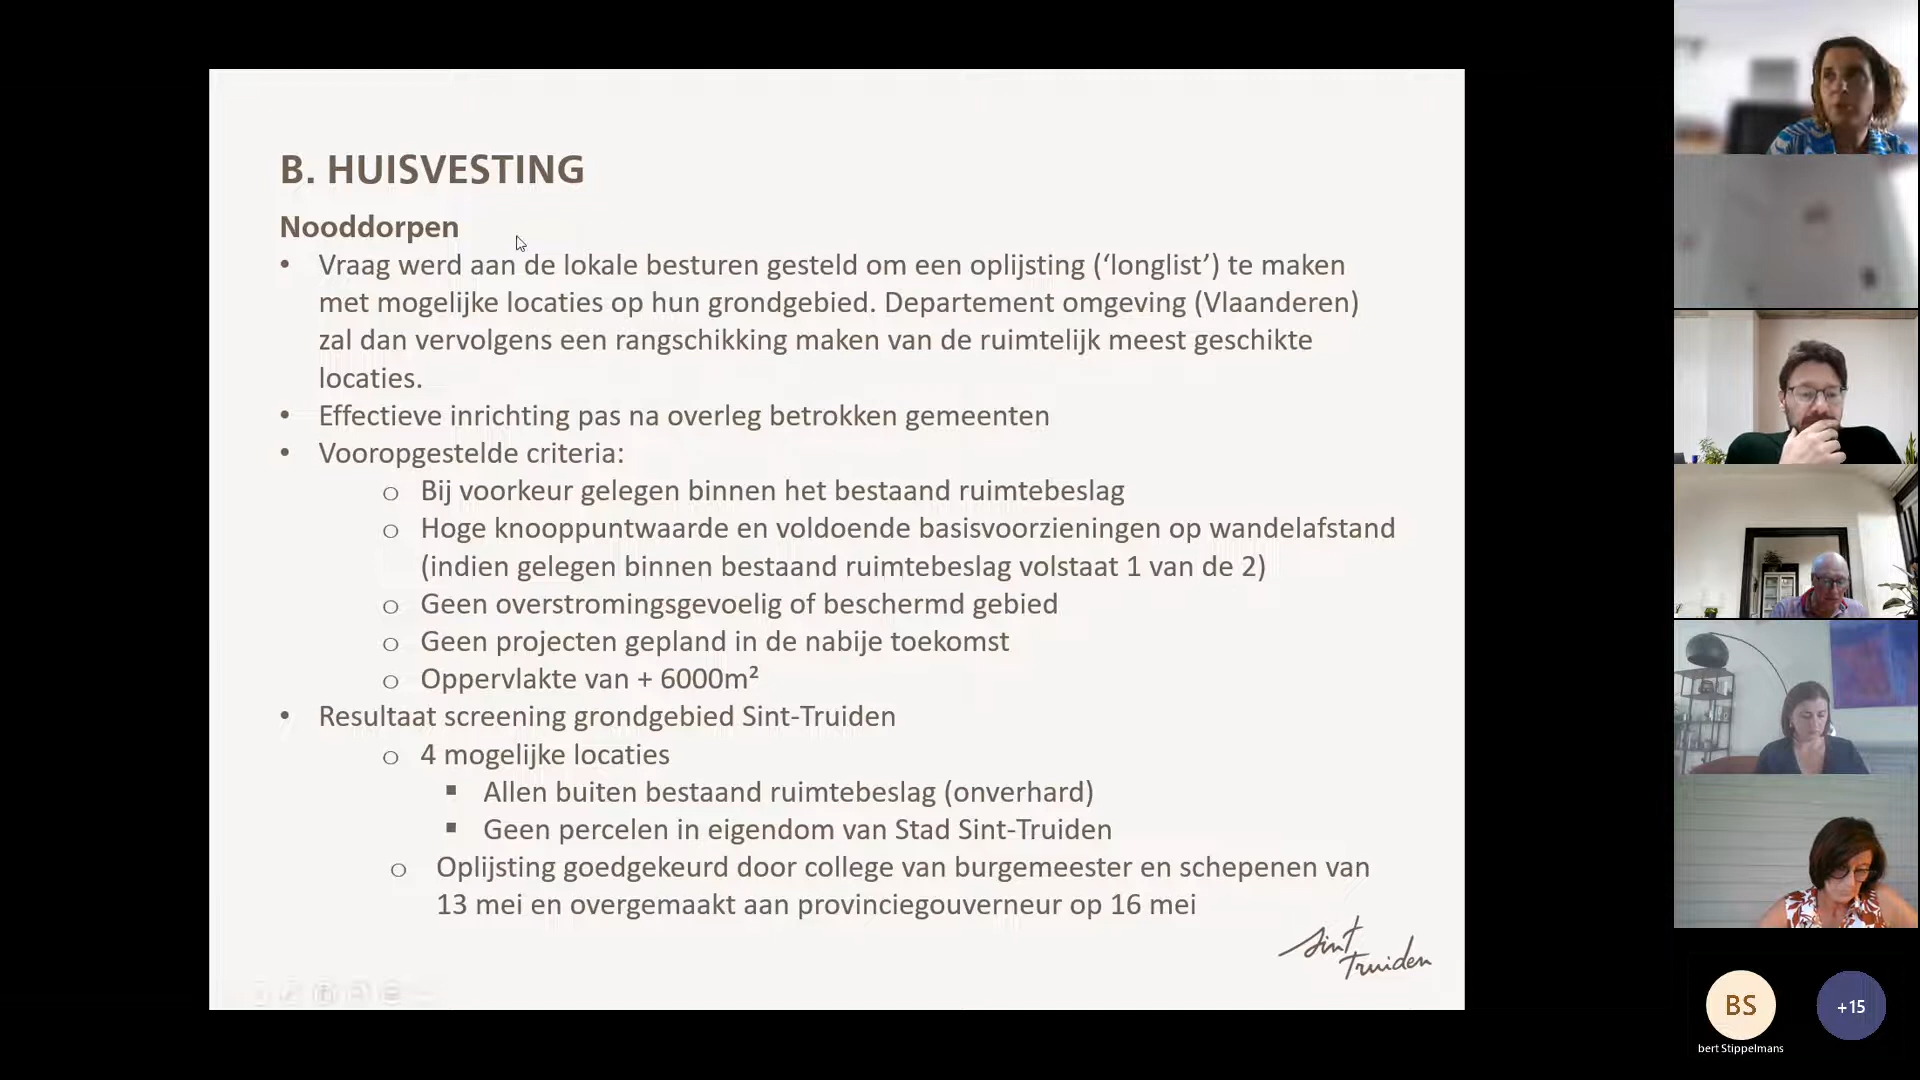 B. HUISVESTING
Nooddorpen
• Vraag werd aan de lokale besturen gesteld om een oplijsting (‘longlist’) te maken
met mogelijke locaties op hun grondgebied. Departement omgeving (Vlaanderen)
zal dan vervolgens een rangschikking maken van de ruimtelijk meest geschikte
locaties.
• Effectieve inrichting pas na overleg betrokken gemeenten
• Vooropgestelde criteria:
o Bij voorkeur gelegen binnen het bestaand ruimtebeslag
o Hoge knooppuntwaarde en voldoende basisvoorzieningen op wandelafstand
(indien gelegen binnen bestaand ruimtebeslag volstaat 1 van de 2)
o Geen overstromingsgevoelig of beschermd gebied
o Geen projecten gepland in de nabije toekomst
o Oppervlakte van + 6000m²
• Resultaat screening grondgebied Sint-Truiden
o 4 mogelijke locaties
▪ Allen buiten bestaand ruimtebeslag (onverhard)
▪ Geen percelen in eigendom van Stad Sint-Truiden
o Oplijsting goedgekeurd door college van burgemeester en schepenen van
13 mei en overgemaakt aan provinciegouverneur op 16 mei
Sint
Truiden
BS
+15
bert Stippelmans